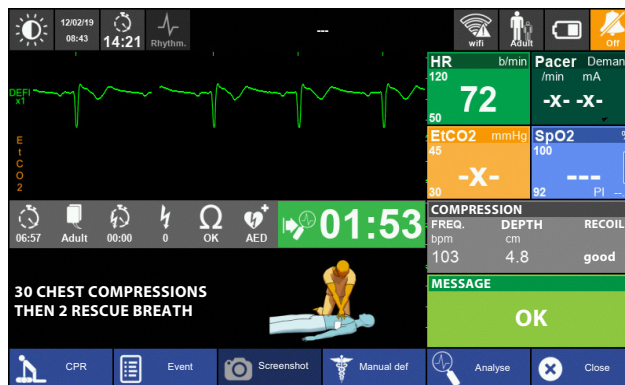 12/02/19
08:43
14:21
Rhythm.
---
wifi
Adult
Off
HR b/min
120
72
50
Pacer Deman
/min mA
-X- -X-
DEFI
x1
EtCO2
EtCO2 mmHg
45
-X-
30
SpO2 %
100
---
92 PI --
06:57
Adult
00:00
0
Ω
OK
AED
01:53
COMPRESSION
FREQ. DEPTH RECOIL
bpm cm
103 4.8 good
30 CHEST COMPRESSIONS
THEN 2 RESCUE BREATH
MESSAGE
OK
CPR
Event
Screenshot
Manual def
Analyse
Close